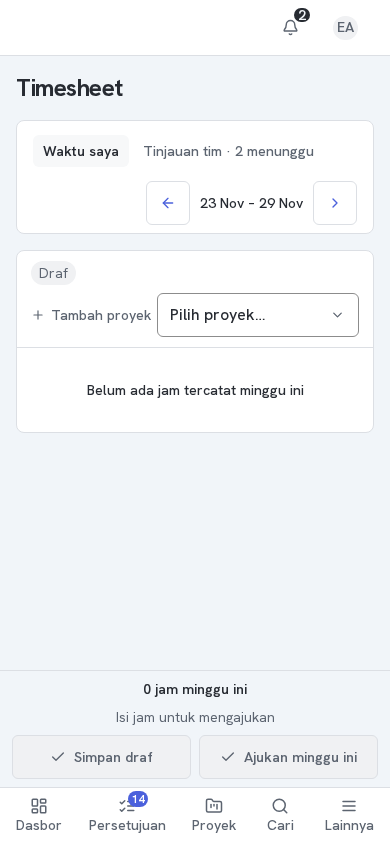 2
EA
Timesheet
Waktu saya
Tinjauan tim · 2 menunggu
23 Nov – 29 Nov
Draf
Tambah proyek
Pilih proyek...
Belum ada jam tercatat minggu ini
0 jam minggu ini
Isi jam untuk mengajukan
Simpan draf
Ajukan minggu ini
14
Dasbor
Persetujuan
Proyek
Cari
Lainnya